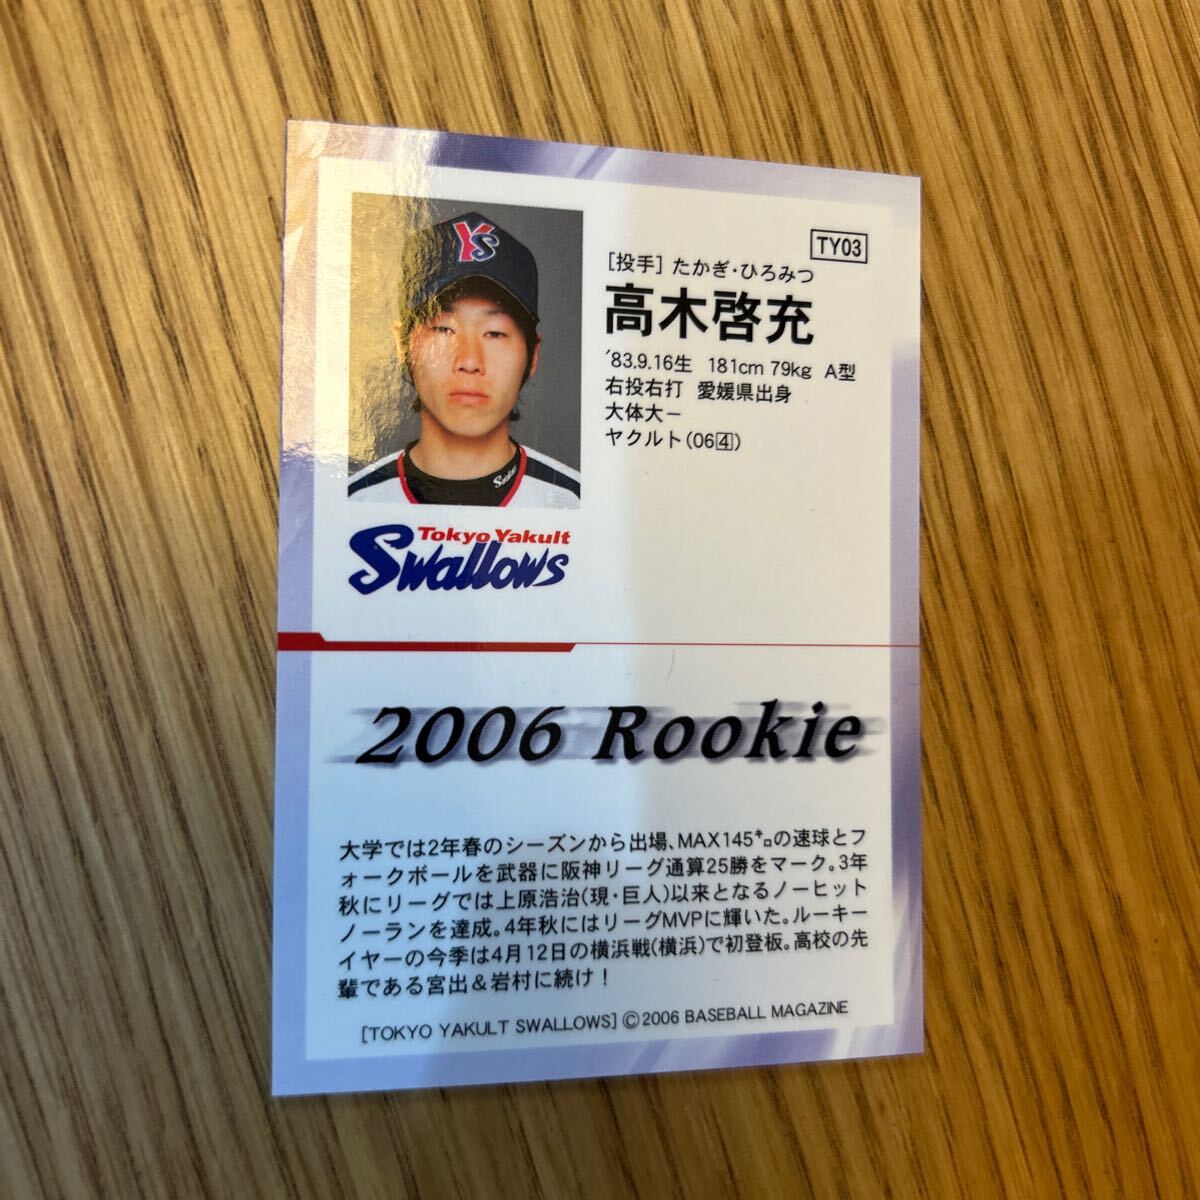 YS
Swallows
TY03
[投手] たかぎ・ひろみつ
高木啓充
'83.9.16生 181cm 79kg A型
右投右打 愛媛県出身
大体大－
ヤクルト(06④)
Tokyo Yakult
Swallows
2006 Rookie
大学では2年春のシーズンから出場、MAX145㌔の速球とフ
ォークボールを武器に阪神リーグ通算25勝をマーク。3年
秋にリーグでは上原浩治(現・巨人)以来となるノーヒット
ノーランを達成。4年秋にはリーグMVPに輝いた。ルーキー
イヤーの今季は4月12日の横浜戦(横浜)で初登板。高校の先
輩である宮出＆岩村に続け！
[TOKYO YAKULT SWALLOWS] ©2006 BASEBALL MAGAZINE